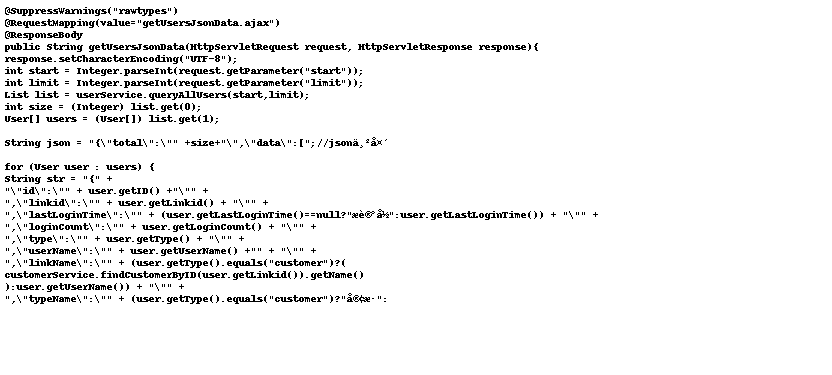 @SuppressWarnings("rawtypes")
@RequestMapping(value="getUsersJsonData.ajax")
@ResponseBody
public String getUsersJsonData(HttpServletRequest request, HttpServletResponse response){
response.setCharacterEncoding("UTF-8");
int start = Integer.parseInt(request.getParameter("start"));
int limit = Integer.parseInt(request.getParameter("limit"));
List list = userService.queryAllUsers(start,limit);
int size = (Integer) list.get(0);
User[] users = (User[]) list.get(1);
String json = "{\"total\":\"" +size+"\",\"data\":[";//jsonä¸²å¤´
for (User user : users) {
String str = "{" +
"\"id\":\"" + user.getID() +"\"" +
",\"linkid\":\"" + user.getLinkid() + "\"" +
",\"lastLoginTime\":\"" + (user.getLastLoginTime()==null?"æè®°å½":user.getLastLoginTime()) + "\"" +
",\"loginCount\":\"" + user.getLoginCount() + "\"" +
",\"type\":\"" + user.getType() + "\"" +
",\"userName\":\"" + user.getUserName() +"" + "\"" +
",\"linkName\":\"" + (user.getType().equals("customer")?(
customerService.findCustomerByID(user.getLinkid()).getName()
):user.getUserName()) + "\"" +
",\"typeName\":\"" + (user.getType().equals("customer")?"å®¢æ·":